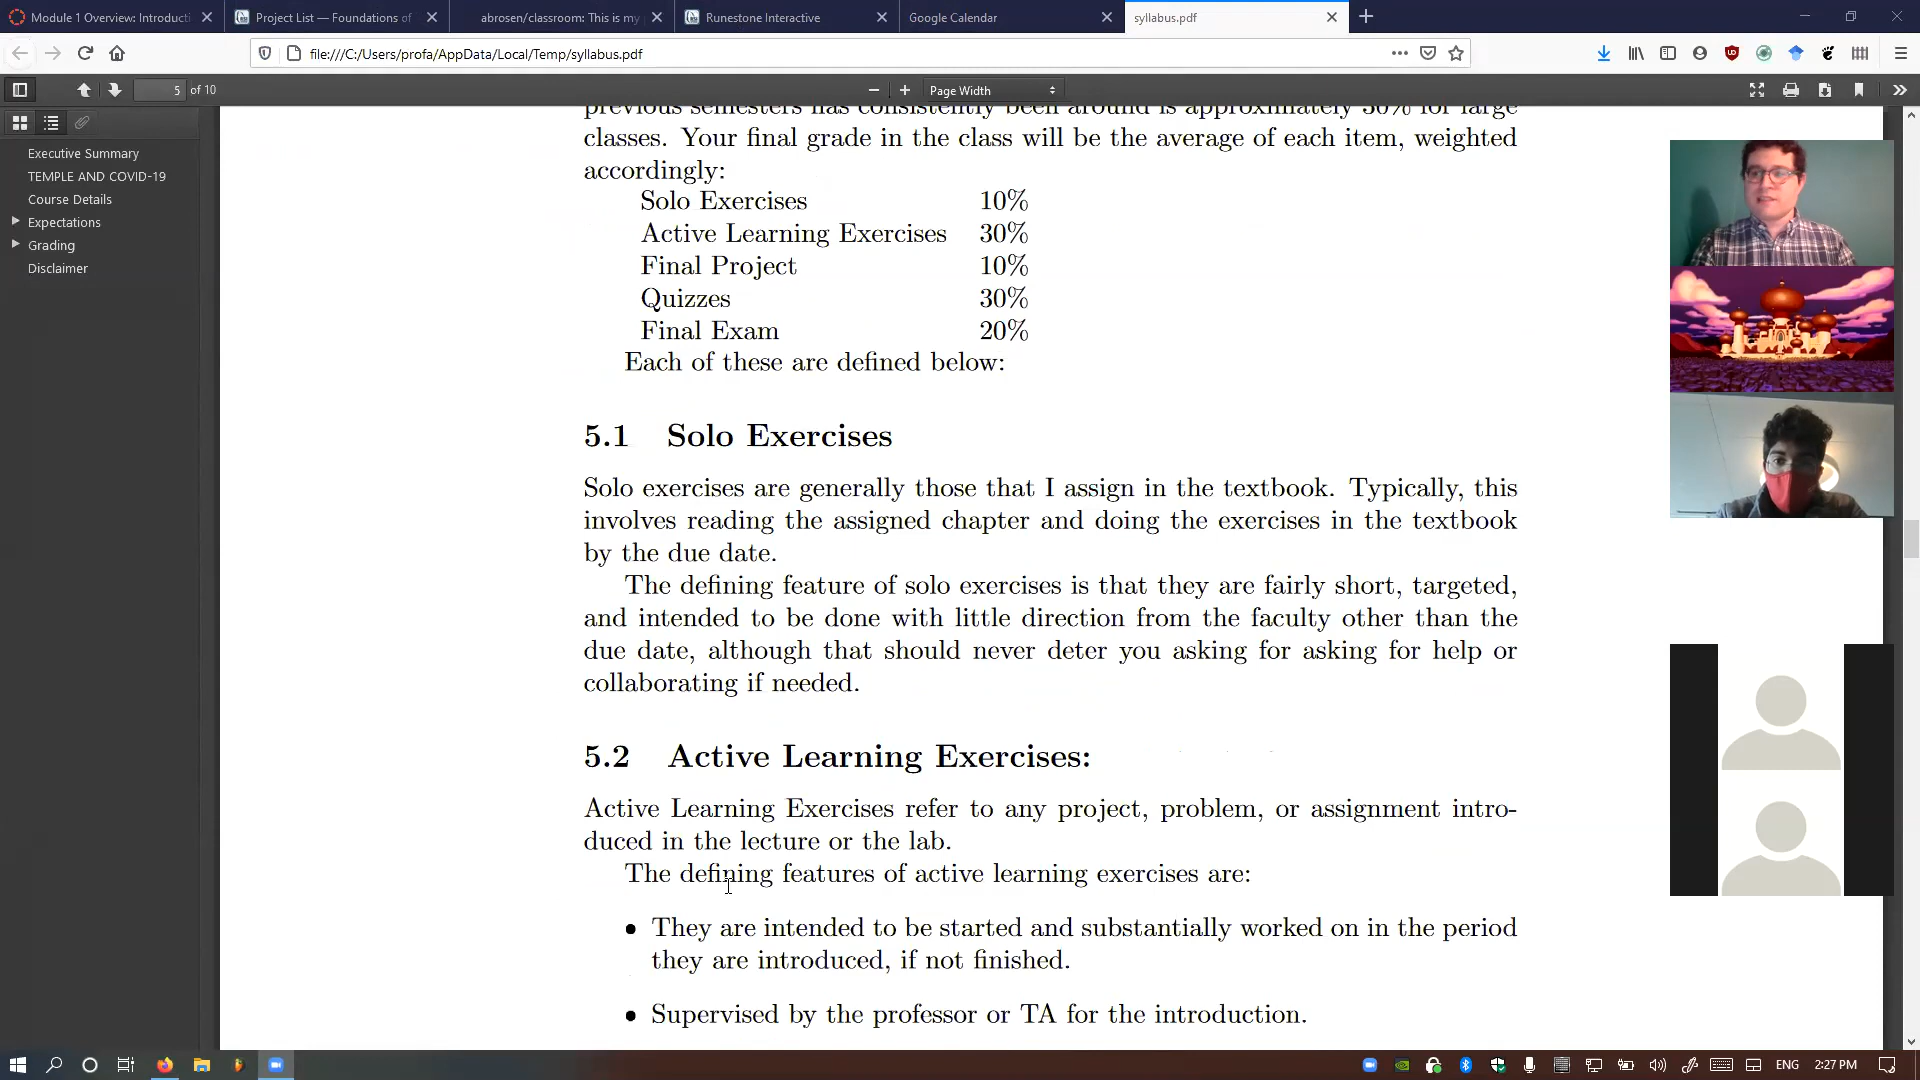 Module 1 Overview: Introducti
Project List — Foundations of
abrosen/classroom: This is my
Runestone Interactive
Google Calendar
syllabus.pdf
file:///C:/Users/profa/AppData/Local/Temp/syllabus.pdf
5 of 10
Page Width
Executive Summary
TEMPLE AND COVID-19
Course Details
Expectations
Grading
Disclaimer
previous semesters has consistently been around is approximately 30% for large
classes. Your final grade in the class will be the average of each item, weighted
accordingly:
Solo Exercises 10%
Active Learning Exercises 30%
Final Project 10%
Quizzes 30%
Final Exam 20%
Each of these are defined below:
5.1 Solo Exercises
Solo exercises are generally those that I assign in the textbook. Typically, this
involves reading the assigned chapter and doing the exercises in the textbook
by the due date.
The defining feature of solo exercises is that they are fairly short, targeted,
and intended to be done with little direction from the faculty other than the
due date, although that should never deter you asking for asking for help or
collaborating if needed.
5.2 Active Learning Exercises:
Active Learning Exercises refer to any project, problem, or assignment intro-
duced in the lecture or the lab.
The defining features of active learning exercises are:
• They are intended to be started and substantially worked on in the period
they are introduced, if not finished.
• Supervised by the professor or TA for the introduction.
ENG 2:27 PM